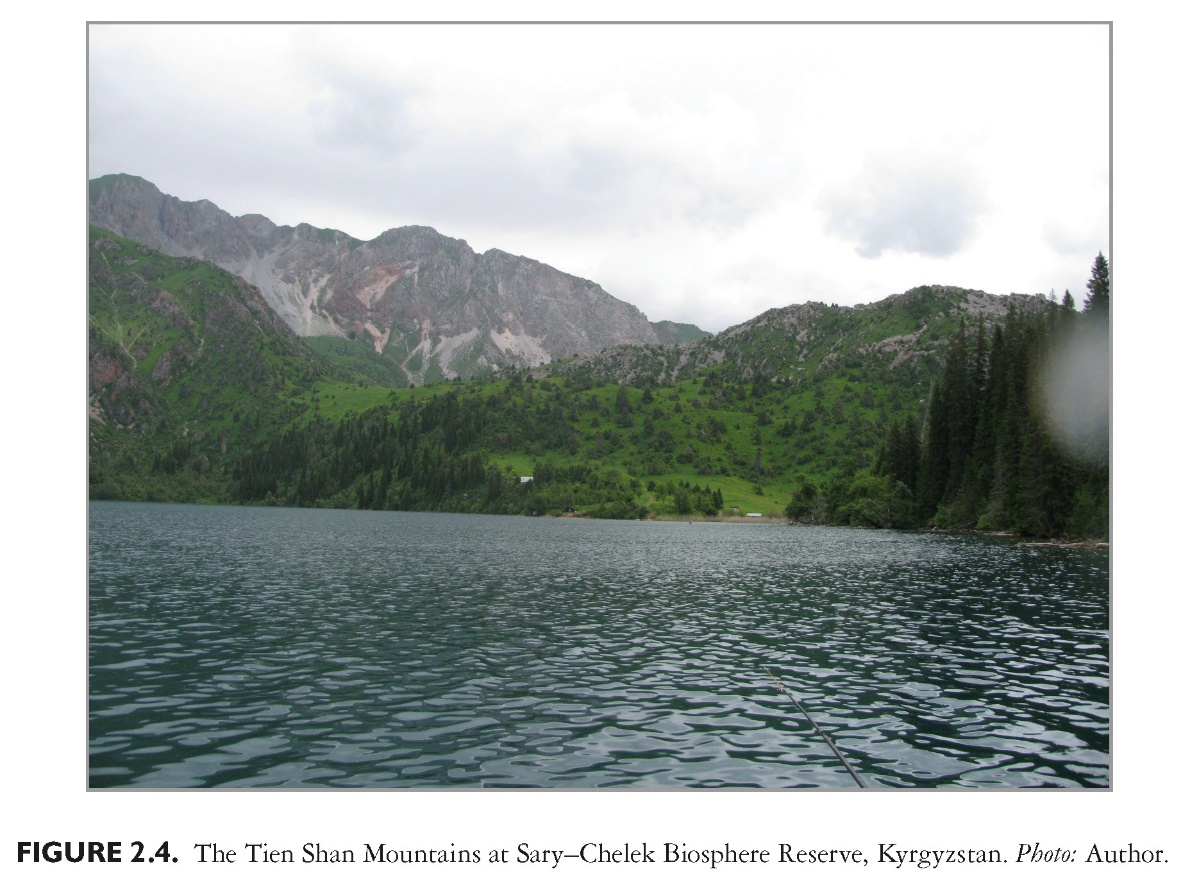 FIGURE 2.4. The Tien Shan Mountains at Sary–Chelek Biosphere Reserve, Kyrgyzstan. Photo: Author.